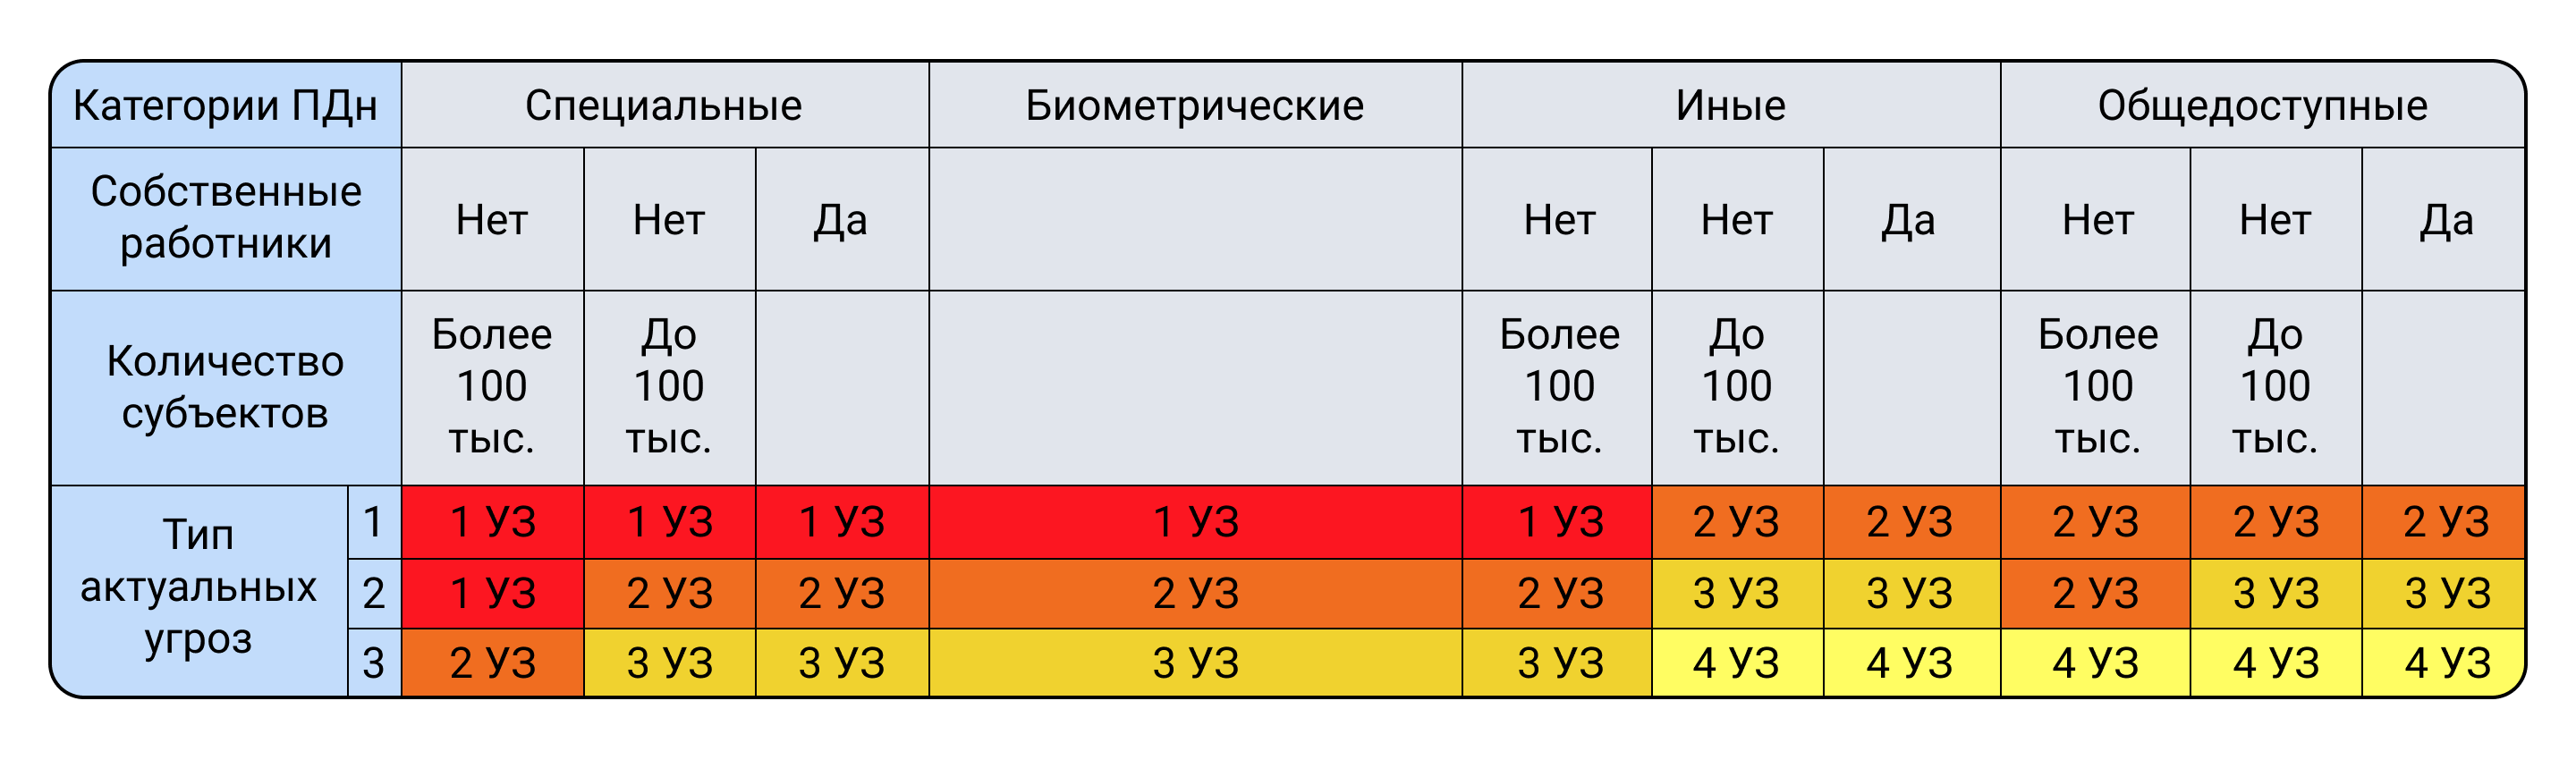 Категории ПДн Специальные Биометрические Иные Общедоступные
Собственные
работники
Нет Нет Да Нет Нет Да Нет Нет Да
Количество
субъектов
Более
100
тыс.
До
100
тыс.
Более
100
тыс.
До
100
тыс.
Более
100
тыс.
До
100
тыс.
Тип
актуальных
угроз
1 1 УЗ 1 УЗ 1 УЗ 1 УЗ 1 УЗ 2 УЗ 2 УЗ 2 УЗ 2 УЗ 2 УЗ
2 1 УЗ 2 УЗ 2 УЗ 2 УЗ 2 УЗ 3 УЗ 3 УЗ 2 УЗ 3 УЗ 3 УЗ
3 2 УЗ 3 УЗ 3 УЗ 3 УЗ 3 УЗ 4 УЗ 4 УЗ 4 УЗ 4 УЗ 4 УЗ